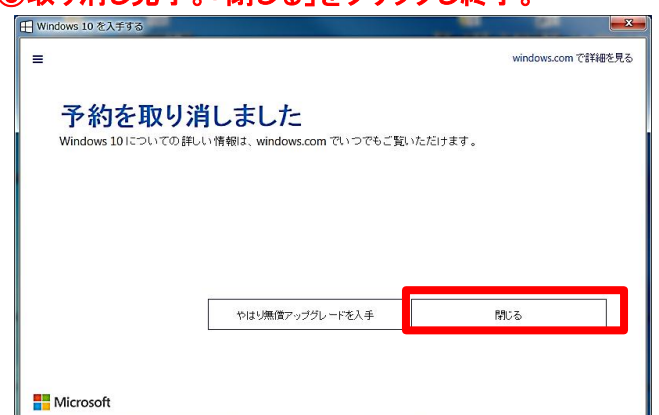 取り消し完了。「閉じる」をクリックし終了。
Windows 10 を入手する
windows.com で詳細を見る
予約を取り消しました
Windows 10 についての詳しい情報は、windows.com でいつでもご覧いただけます。
やはり無償アップグレードを入手
閉じる
Microsoft